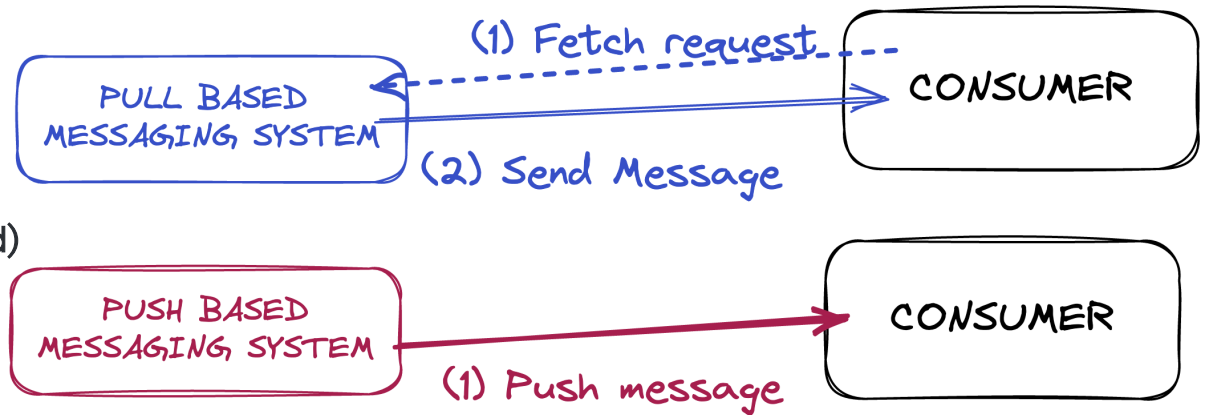 (1) Fetch request
PULL BASED
MESSAGING SYSTEM
CONSUMER
(2) Send Message
d)
PUSH BASED
MESSAGING SYSTEM
CONSUMER
(1) Push message